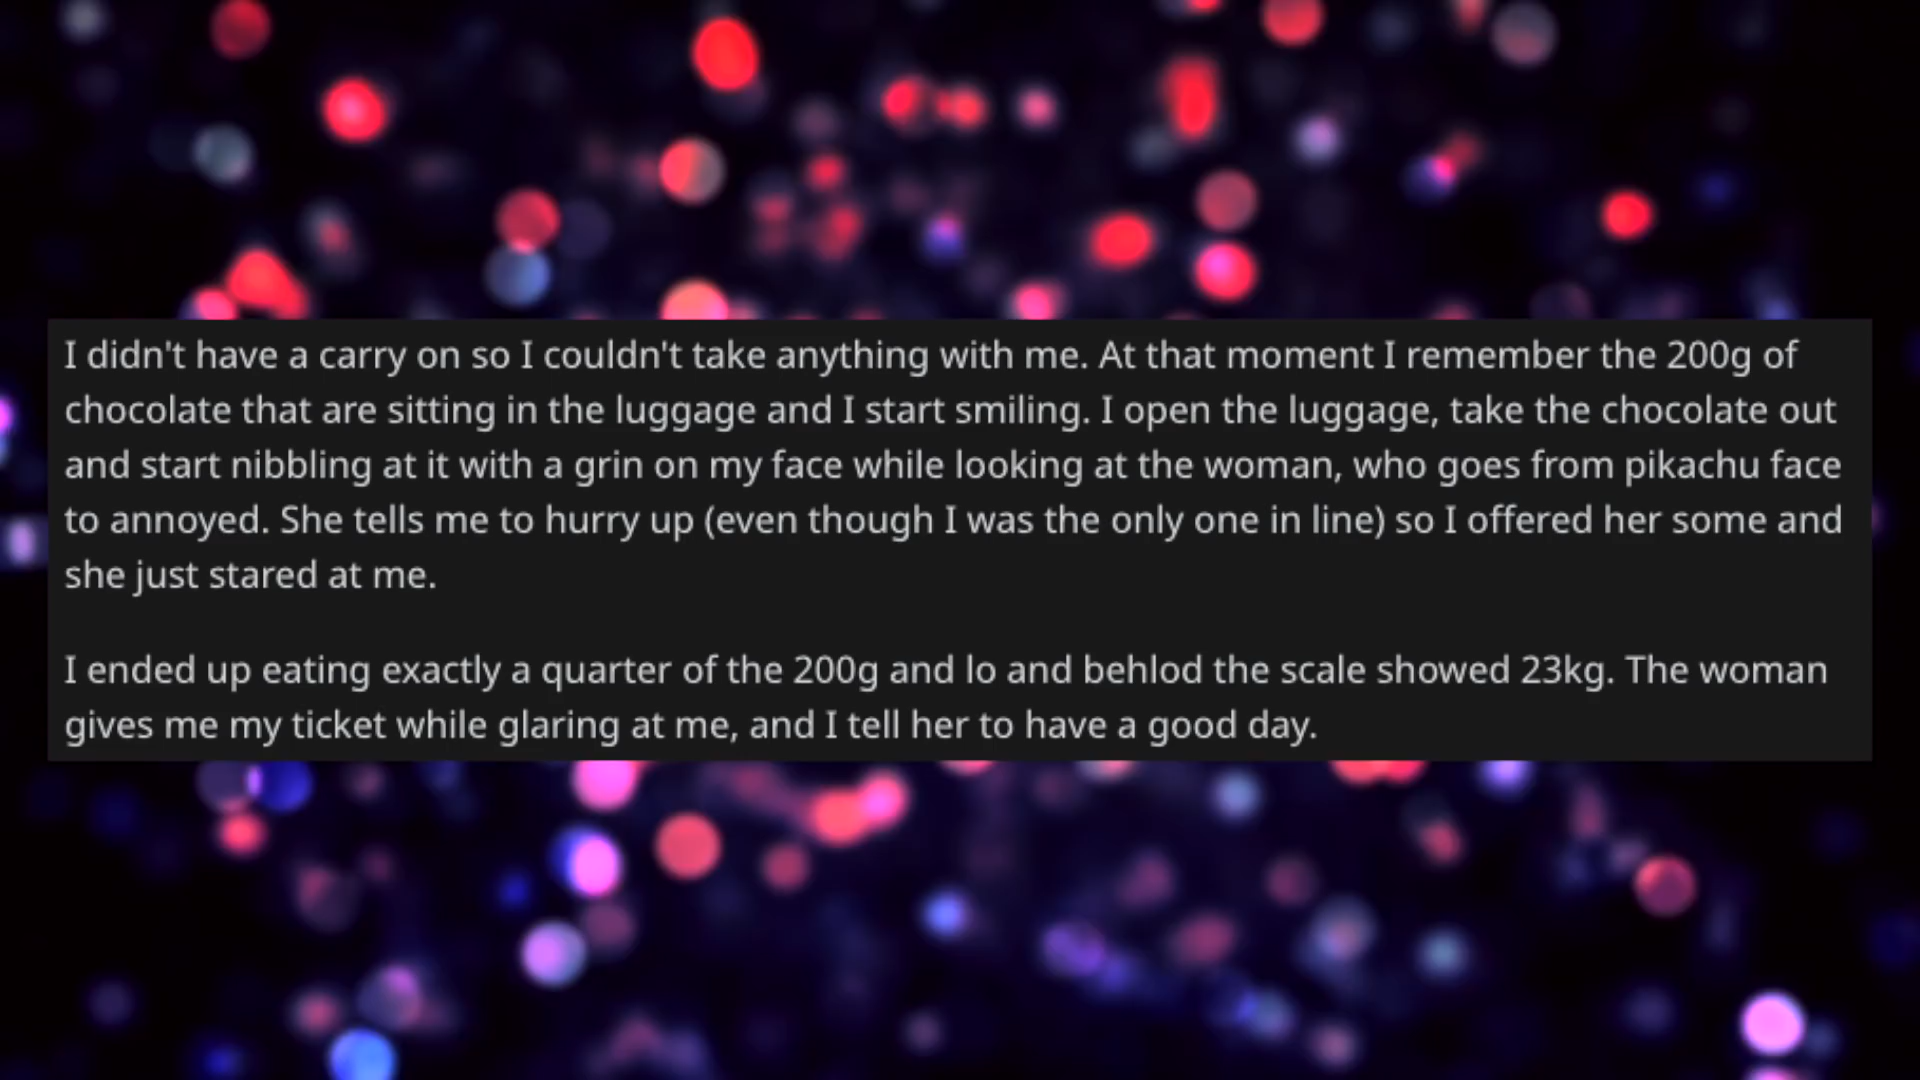 I didn't have a carry on so I couldn't take anything with me. At that moment I remember the 200g of
chocolate that are sitting in the luggage and I start smiling. I open the luggage, take the chocolate out
and start nibbling at it with a grin on my face while looking at the woman, who goes from pikachu face
to annoyed. She tells me to hurry up (even though I was the only one in line) so I offered her some and
she just stared at me.
I ended up eating exactly a quarter of the 200g and lo and behlod the scale showed 23kg. The woman
gives me my ticket while glaring at me, and I tell her to have a good day.